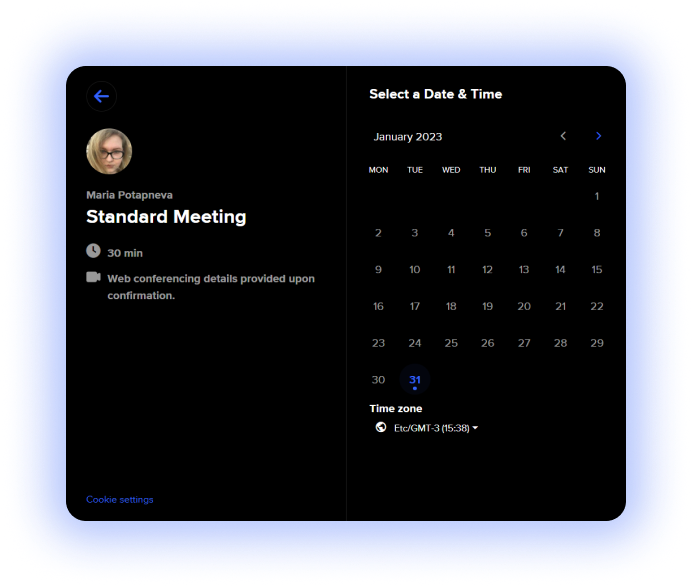 Select a Date & Time
January 2023
MON TUE WED THU FRI SAT SUN
1
2 3 4 5 6 7 8
9 10 11 12 13 14 15
16 17 18 19 20 21 22
23 24 25 26 27 28 29
30 31
Time zone
Etc/GMT-3 (15:38)
Maria Potapneva
Standard Meeting
30 min
Web conferencing details provided upon
confirmation.
Cookie settings